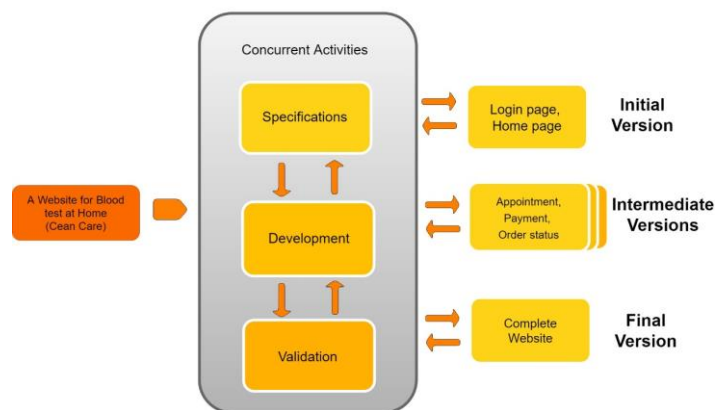 Concurrent Activities
Specifications
Login page,
Home page
Initial
Version
A Website for Blood
test at Home
(Cean Care)
Development
Appointment,
Payment,
Order status
Intermediate
Versions
Validation
Complete
Website
Final
Version